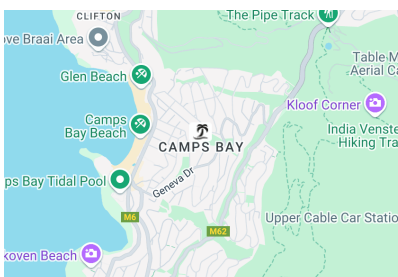 CLIFTON
The Pipe Track
ove Braai Area
Table M
Aerial Ca
Glen Beach
Kloof Corner
Camps
Bay Beach
India Venste
Hiking Tra
CAMPS BAY
ps Bay Tidal Pool
Geneva Dr
M6
M62
Upper Cable Car Statio
koven Beach